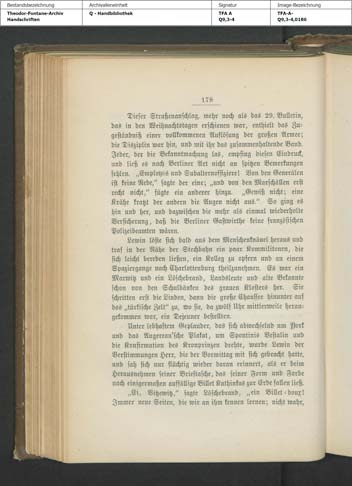 Bestandsbezeichnung
Theodor-Fontane-Archiv
Handschriften
Archivalieneinheit
Q - Handbibliothek
Signatur
TFA A
Q9,3-4
Image-Bezeichnung
TFA-A-
Q9,3-4,0186
178
Dieser Straßenanschlag, mehr noch als das 29. Bulletin,
das in den Weihnachtstagen erschienen war, enthielt das Zu-
geständniß einer vollkommenen Auflösung der großen Armee;
die Disziplin war hin, und mit ihr das zusammenhaltende Band.
Jeder, der die Bekanntmachung las, empfing diesen Eindruck,
und ließ es nach Berliner Art nicht an spitzen Bemerkungen
fehlen. „Employés und Subalternoffiziere! Von den Generälen
ist keine Rede,“ sagte der eine; „und von den Marschällen erst
recht nicht,“ fügte ein anderer hinzu. „Gewiß nicht; eine
Krähe kratzt der andern die Augen nicht aus.“ So ging es
hin und her, und dazwischen die mehr als einmal wiederholte
Versicherung, daß die Berliner Gastwirthe keine französischen
Polizeibeamten wären.
Lewin löste sich bald aus dem Menschenknäuel heraus und
traf in der Nähe der Stechbahn ein paar Kommilitonen, die
sich leicht bereden ließen, ein Kolleg zu opfern und an einem
Spaziergange nach Charlottenburg theilzunehmen. Es war ein
Marwitz und ein Löschebrand, Landsleute und alte Bekannte
schon von den Schulbänken des grauen Klosters her. Sie
schritten erst die Linden, dann die große Chaussee hinunter auf
das „türkische Zelt“ zu, wo sie, da zwölf Uhr mittlerweile heran-
gekommen war, ein Dejeuner bestellten.
Unter lebhaftem Geplauder, das sich abwechselnd um York
und das Augereau'sche Plakat, um Spontinis Vestalin und
die Konfirmation des Kronprinzen drehte, wurde Lewin der
Verstimmungen Herr, die der Vormittag mit sich gebracht hatte,
und sah sich nur flüchtig wieder daran erinnert, als er beim
Herausnehmen seiner Brieftasche, das seiner Form und Farbe
nach einigermaßen auffällige Billet Kathinkas zur Erde fallen ließ.
„Ei, Vitzewitz,“ sagte Löschebrand, „ein Billet-doux!
Immer neue Seiten, die wir an ihm kennen lernen; nicht wahr,